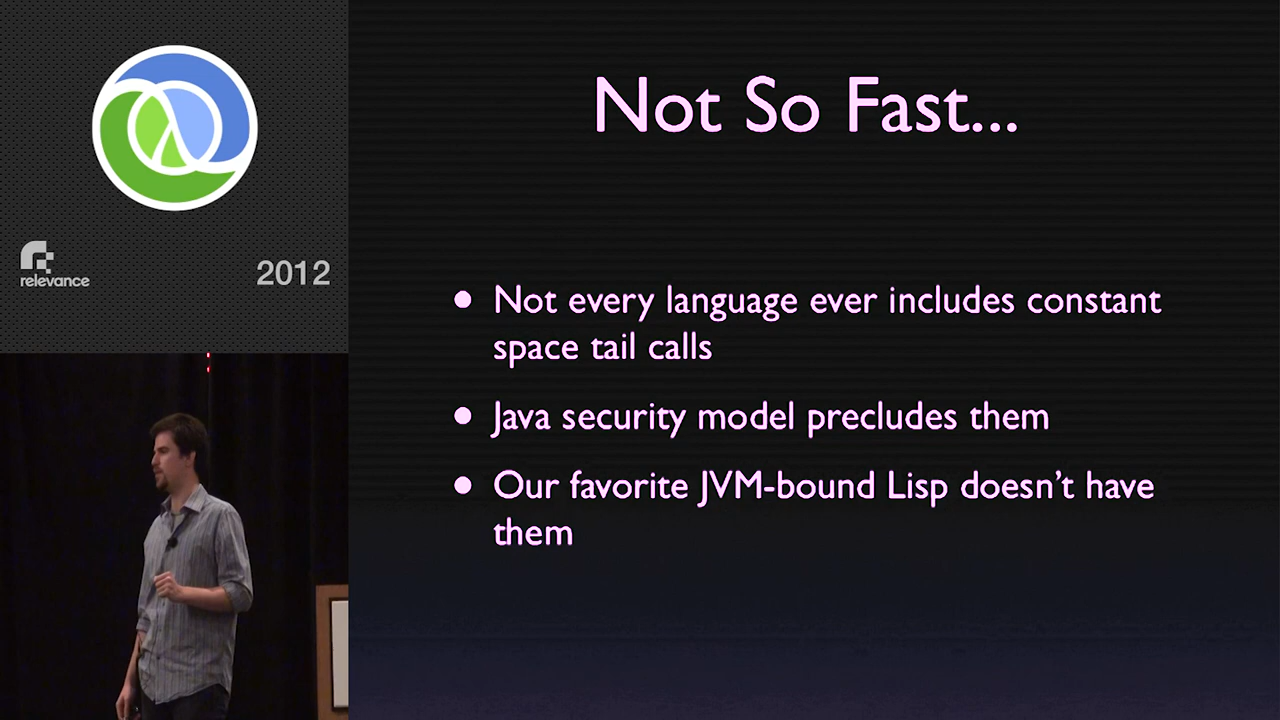 relevance
2012
Not So Fast...
• Not every language ever includes constant
space tail calls
• Java security model precludes them
• Our favorite JVM-bound Lisp doesn't have
them